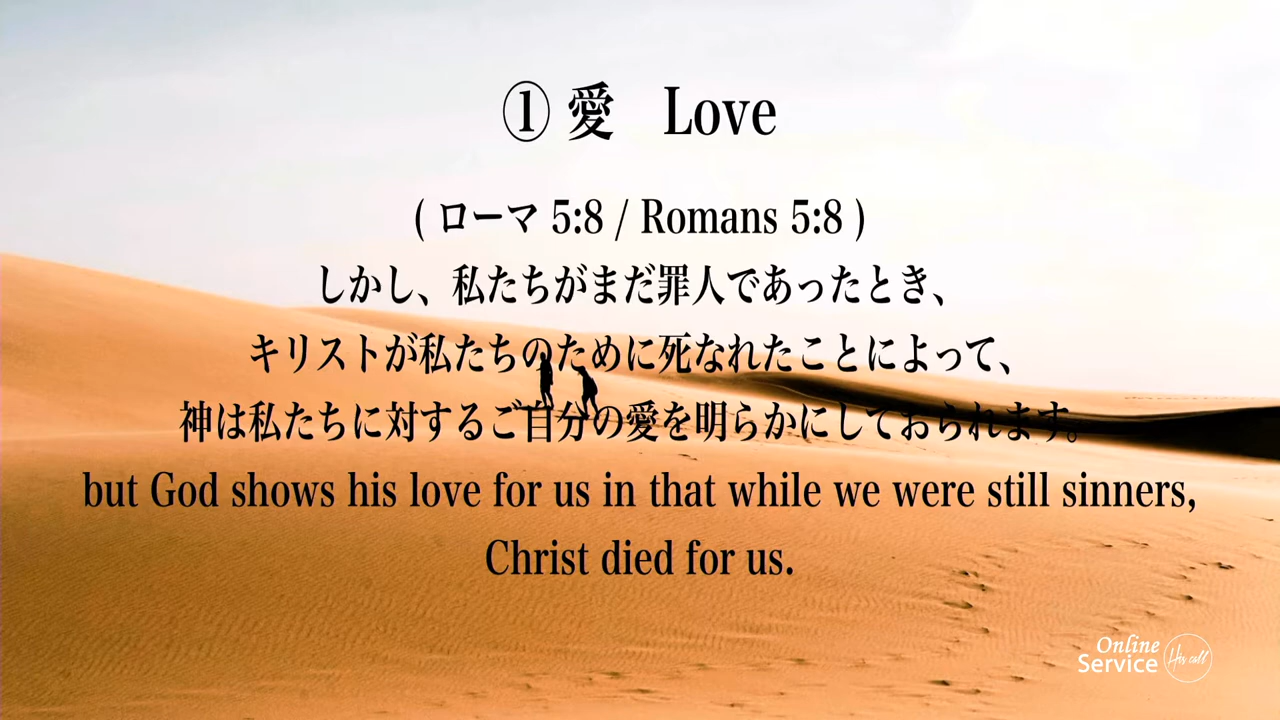 ① 愛 Love
( ローマ 5:8 / Romans 5:8 )
しかし、私たちがまだ罪人であったとき、
キリストが私たちのために死なれたことによって、
神は私たちに対するご自分の愛を明らかにしておられます。
but God shows his love for us in that while we were still sinners,
Christ died for us.
Online
Service
His call